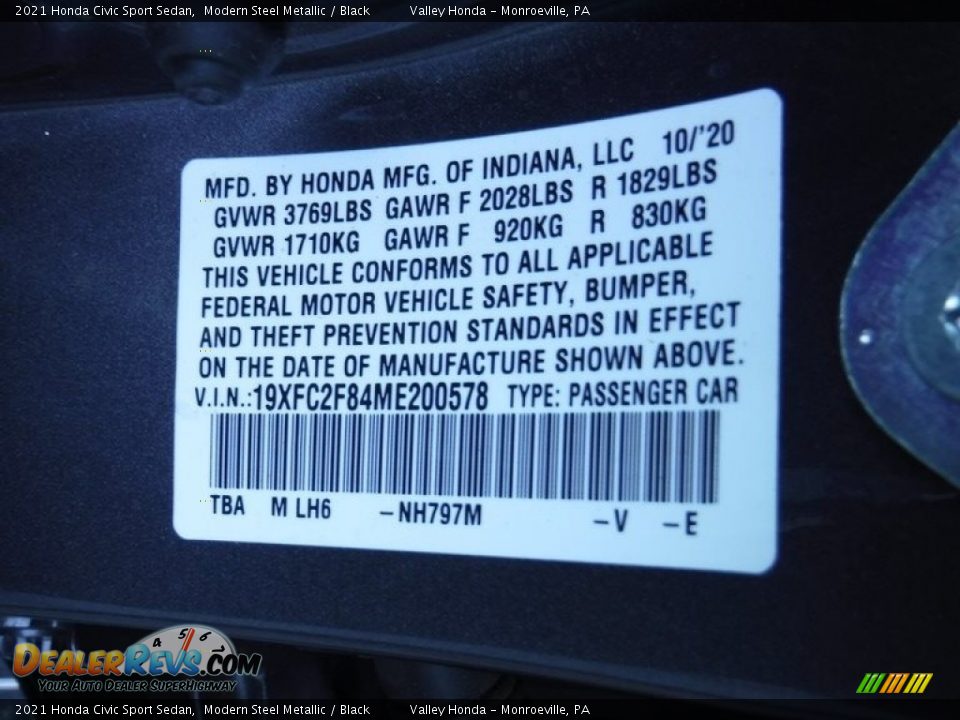 2021 Honda Civic Sport Sedan,  Modern Steel Metallic / Black        Valley Honda - Monroeville, PA
MFD. BY HONDA MFG. OF INDIANA, LLC   10/'20
GVWR 3769LBS  GAWR F 2028LBS  R 1829LBS
GVWR 1710KG   GAWR F   920KG   R   830KG
THIS VEHICLE CONFORMS TO ALL APPLICABLE
FEDERAL MOTOR VEHICLE SAFETY, BUMPER,
AND THEFT PREVENTION STANDARDS IN EFFECT
ON THE DATE OF MANUFACTURE SHOWN ABOVE.
V.I.N.:19XFC2F84ME200578  TYPE: PASSENGER CAR
TBA   M LH6   -NH797M   -V   -E
4 5 6
DEALERREVS.COM
YOUR AUTO DEALER SUPERHIGHWAY
2021 Honda Civic Sport Sedan,  Modern Steel Metallic / Black        Valley Honda - Monroeville, PA